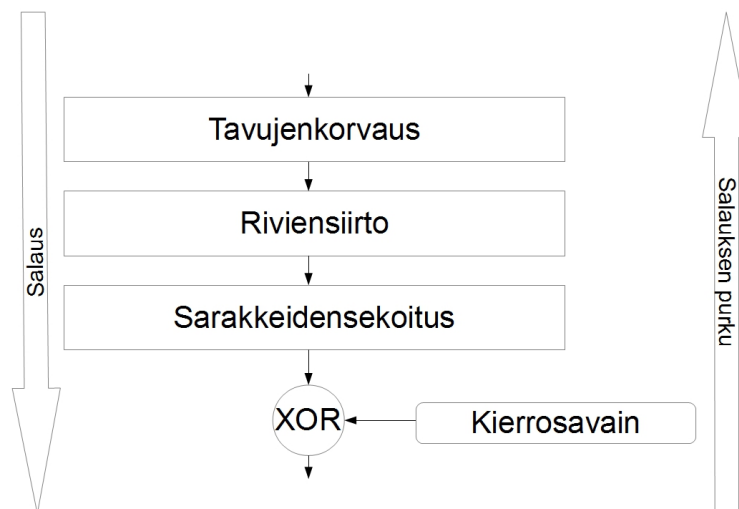 Tavujenkorvaus
Riviensiirto
Sarakkeidensekoitus
XOR
Kierrosavain
Salaus
Salauksen purku